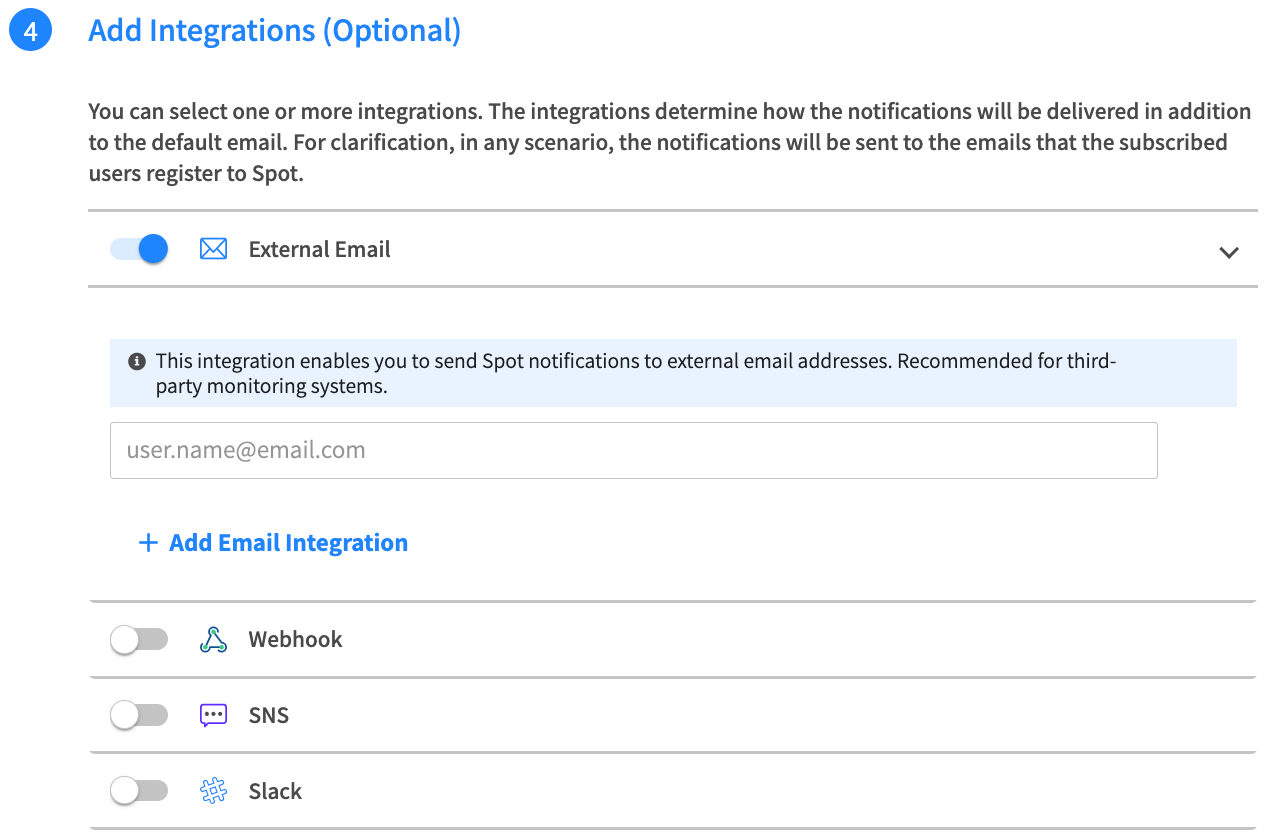 4
Add Integrations (Optional)
You can select one or more integrations. The integrations determine how the notifications will be delivered in addition
to the default email. For clarification, in any scenario, the notifications will be sent to the emails that the subscribed
users register to Spot.
External Email
This integration enables you to send Spot notifications to external email addresses. Recommended for third-
party monitoring systems.
user.name@email.com
+ Add Email Integration
Webhook
SNS
Slack